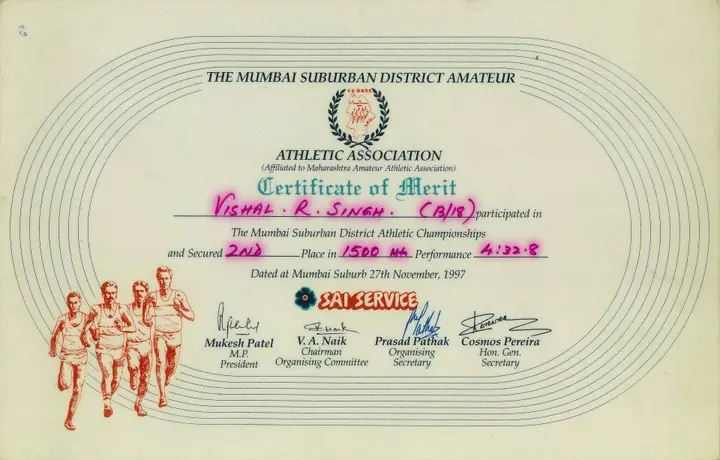 THE MUMBAI SUBURBAN DISTRICT AMATEUR
ATHLETIC ASSOCIATION
(Affiliated to Maharashtra Amateur Athletic Association)
Certificate of Merit
VISHAL. R. SINGH. (B/18) participated in
The Mumbai Suburban District Athletic Championships
and Secured 2ND Place in 1500 Mt. Performance 4:32.8
Dated at Mumbai Suburb 27th November, 1997
SAI SERVICE
Mukesh Patel V. A. Naik Prasad Pathak Cosmos Pereira
M.P. Chairman Organising Hon. Gen.
President Organising Committee Secretary Secretary